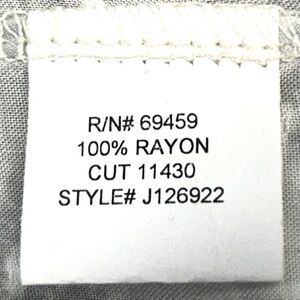 R/N# 69459
100% RAYON
CUT 11430
STYLE# J126922